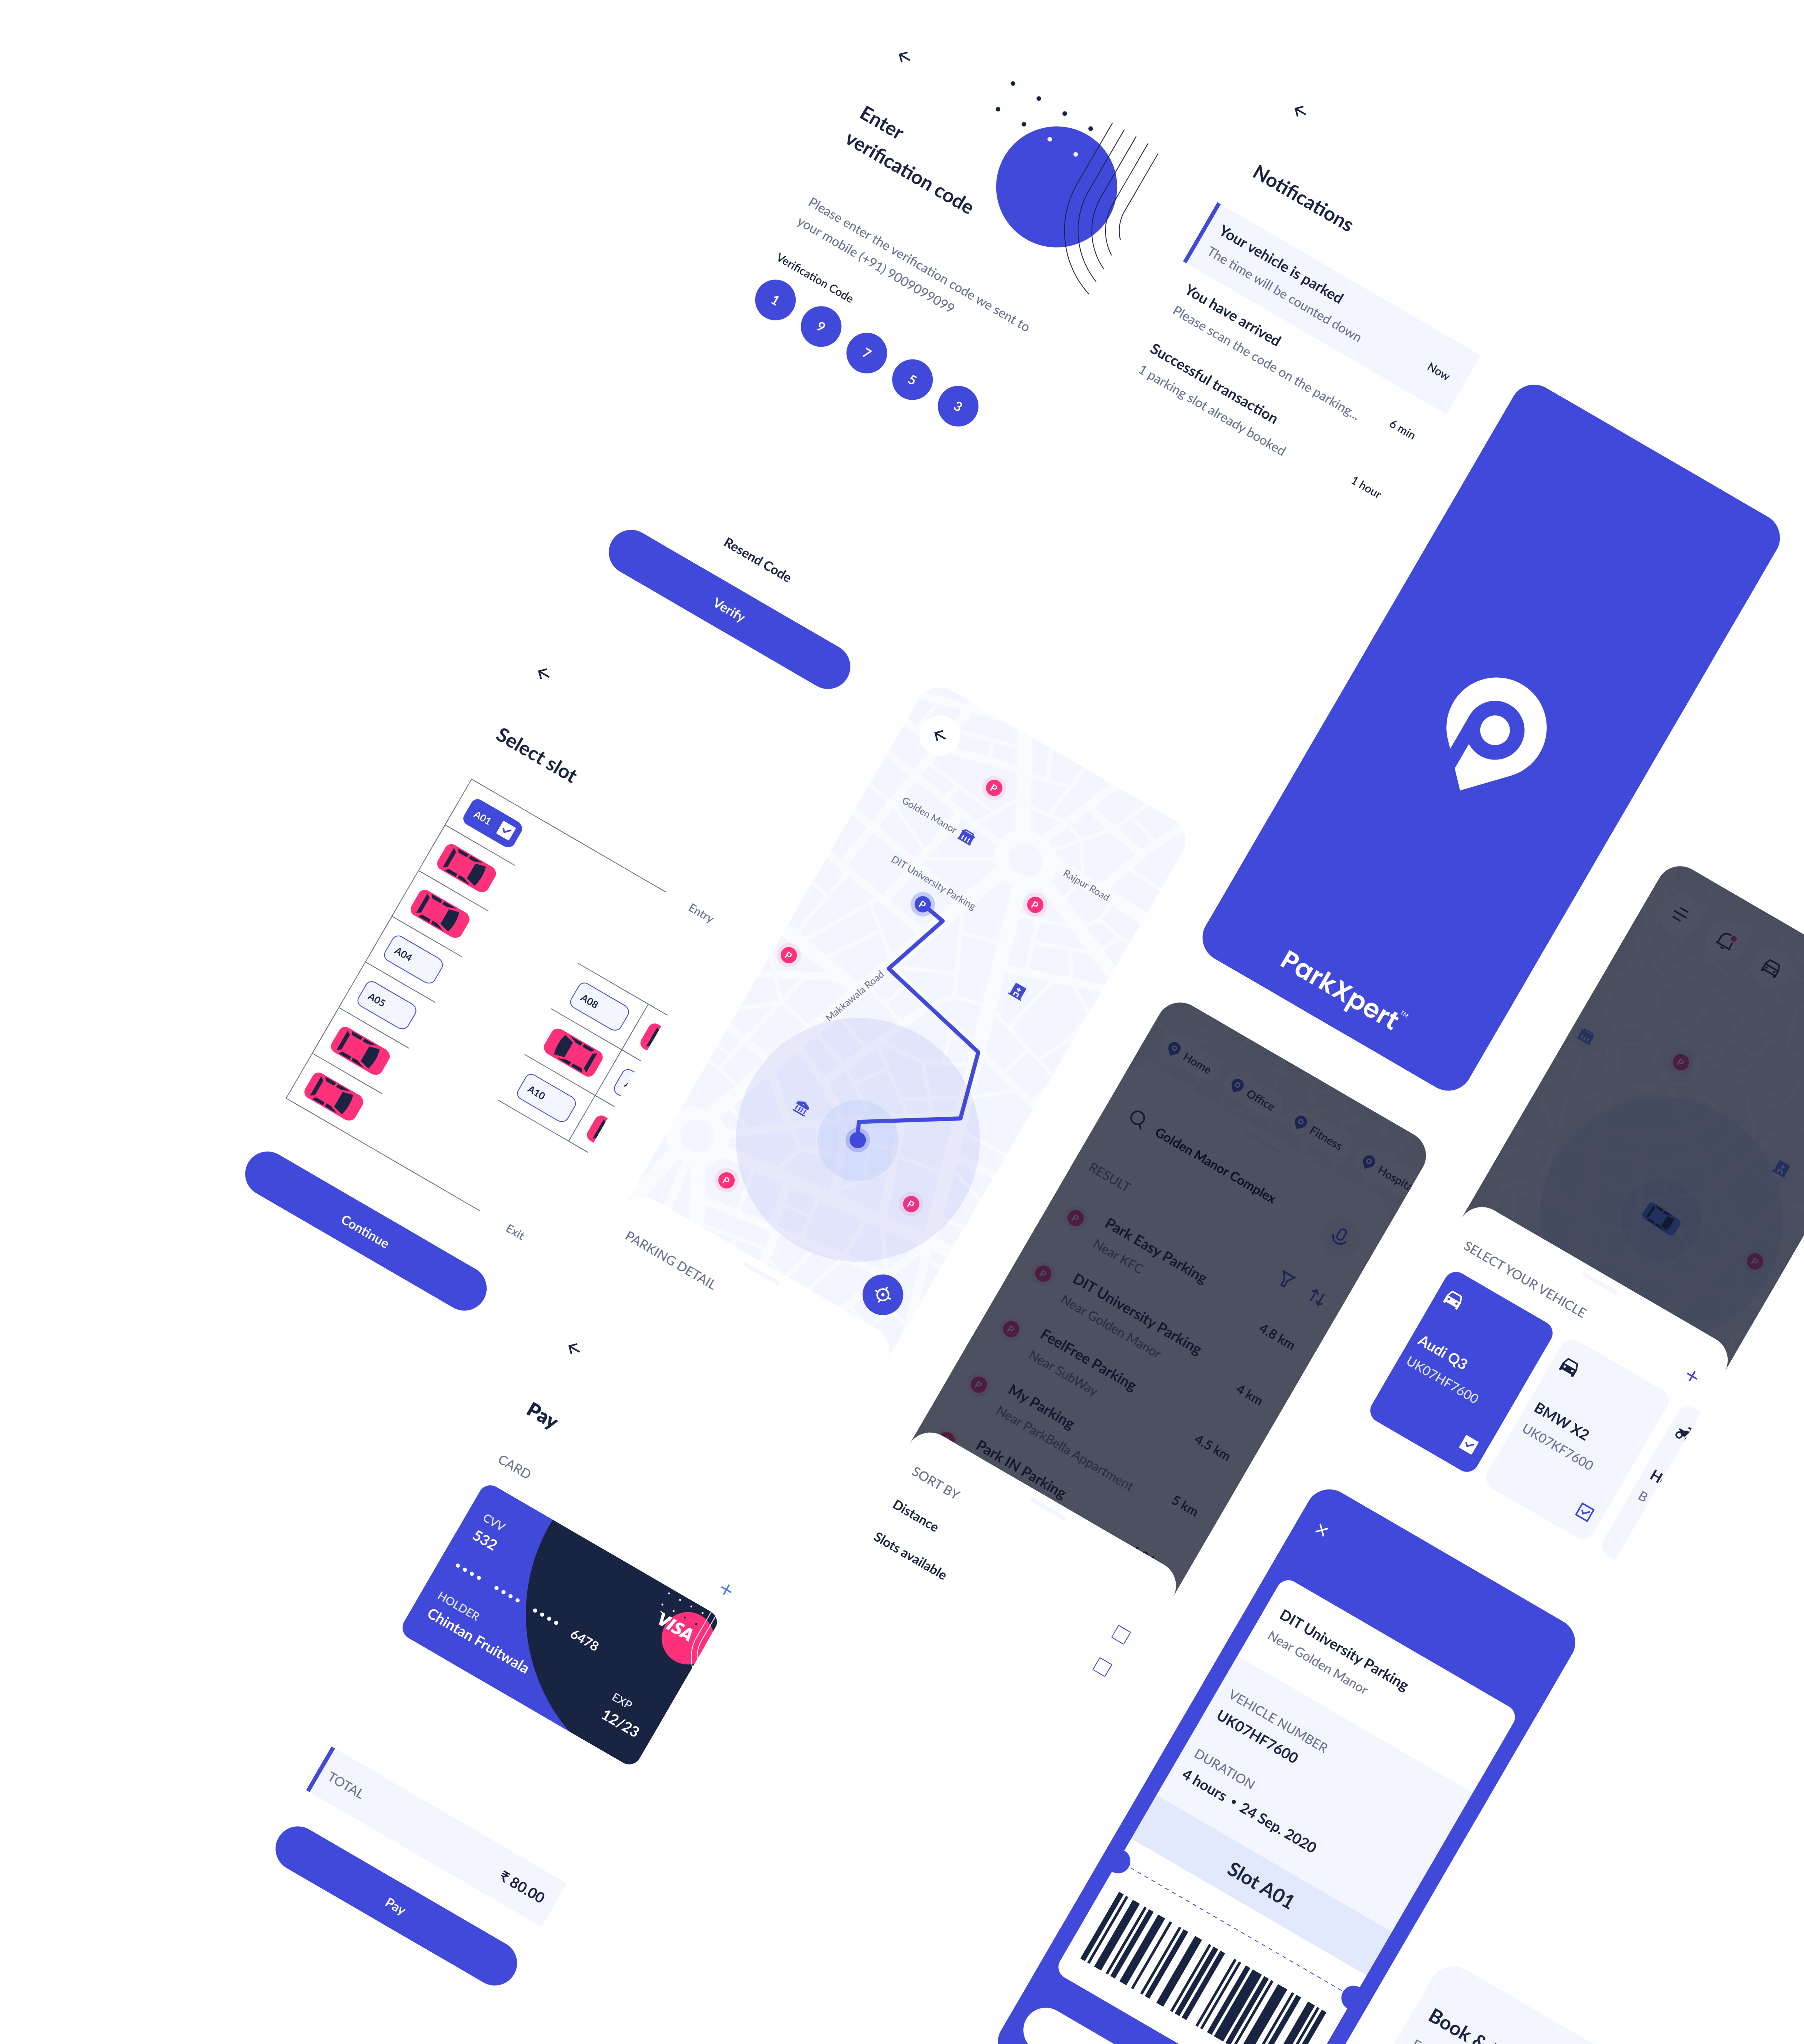 Enter
verification code
Please enter the verification code we sent to
your mobile (+91) 9009099099
Verification Code
1 9 7 5 3
Resend Code
Verify
Notifications
Your vehicle is parked
The time will be counted down
Now
You have arrived
Please scan the code on the parking...
6 min
Successful transaction
1 parking slot already booked
1 hour
ParkXpert™
Select slot
A01
Entry
A04
A05
A08
A10
Exit
Continue
P
Golden Manor
DIT University Parking
P
Rajpur Road
P
P
Makkawala Road
P
P
PARKING DETAIL
Home
Office
Fitness
Hospita
Golden Manor Complex
RESULT
P
Park Easy Parking
Near KFC
4.8 km
P
DIT University Parking
Near Golden Manor
4 km
P
FeelFree Parking
Near SubWay
4.5 km
P
My Parking
Near ParkBella Appartment
5 km
Park IN Parking
SORT BY
Distance
Slots available
P
P
SELECT YOUR VEHICLE
Audi Q3
UK07HF7600
BMW X2
UK07KF7600
H
B
Pay
CARD
CVV
532
VISA
•••• •••• •••• 6478
HOLDER
Chintan Fruitwala
EXP
12/23
TOTAL
₹ 80.00
Pay
DIT University Parking
Near Golden Manor
VEHICLE NUMBER
UK07HF7600
DURATION
4 hours • 24 Sep. 2020
Slot A01
Book &